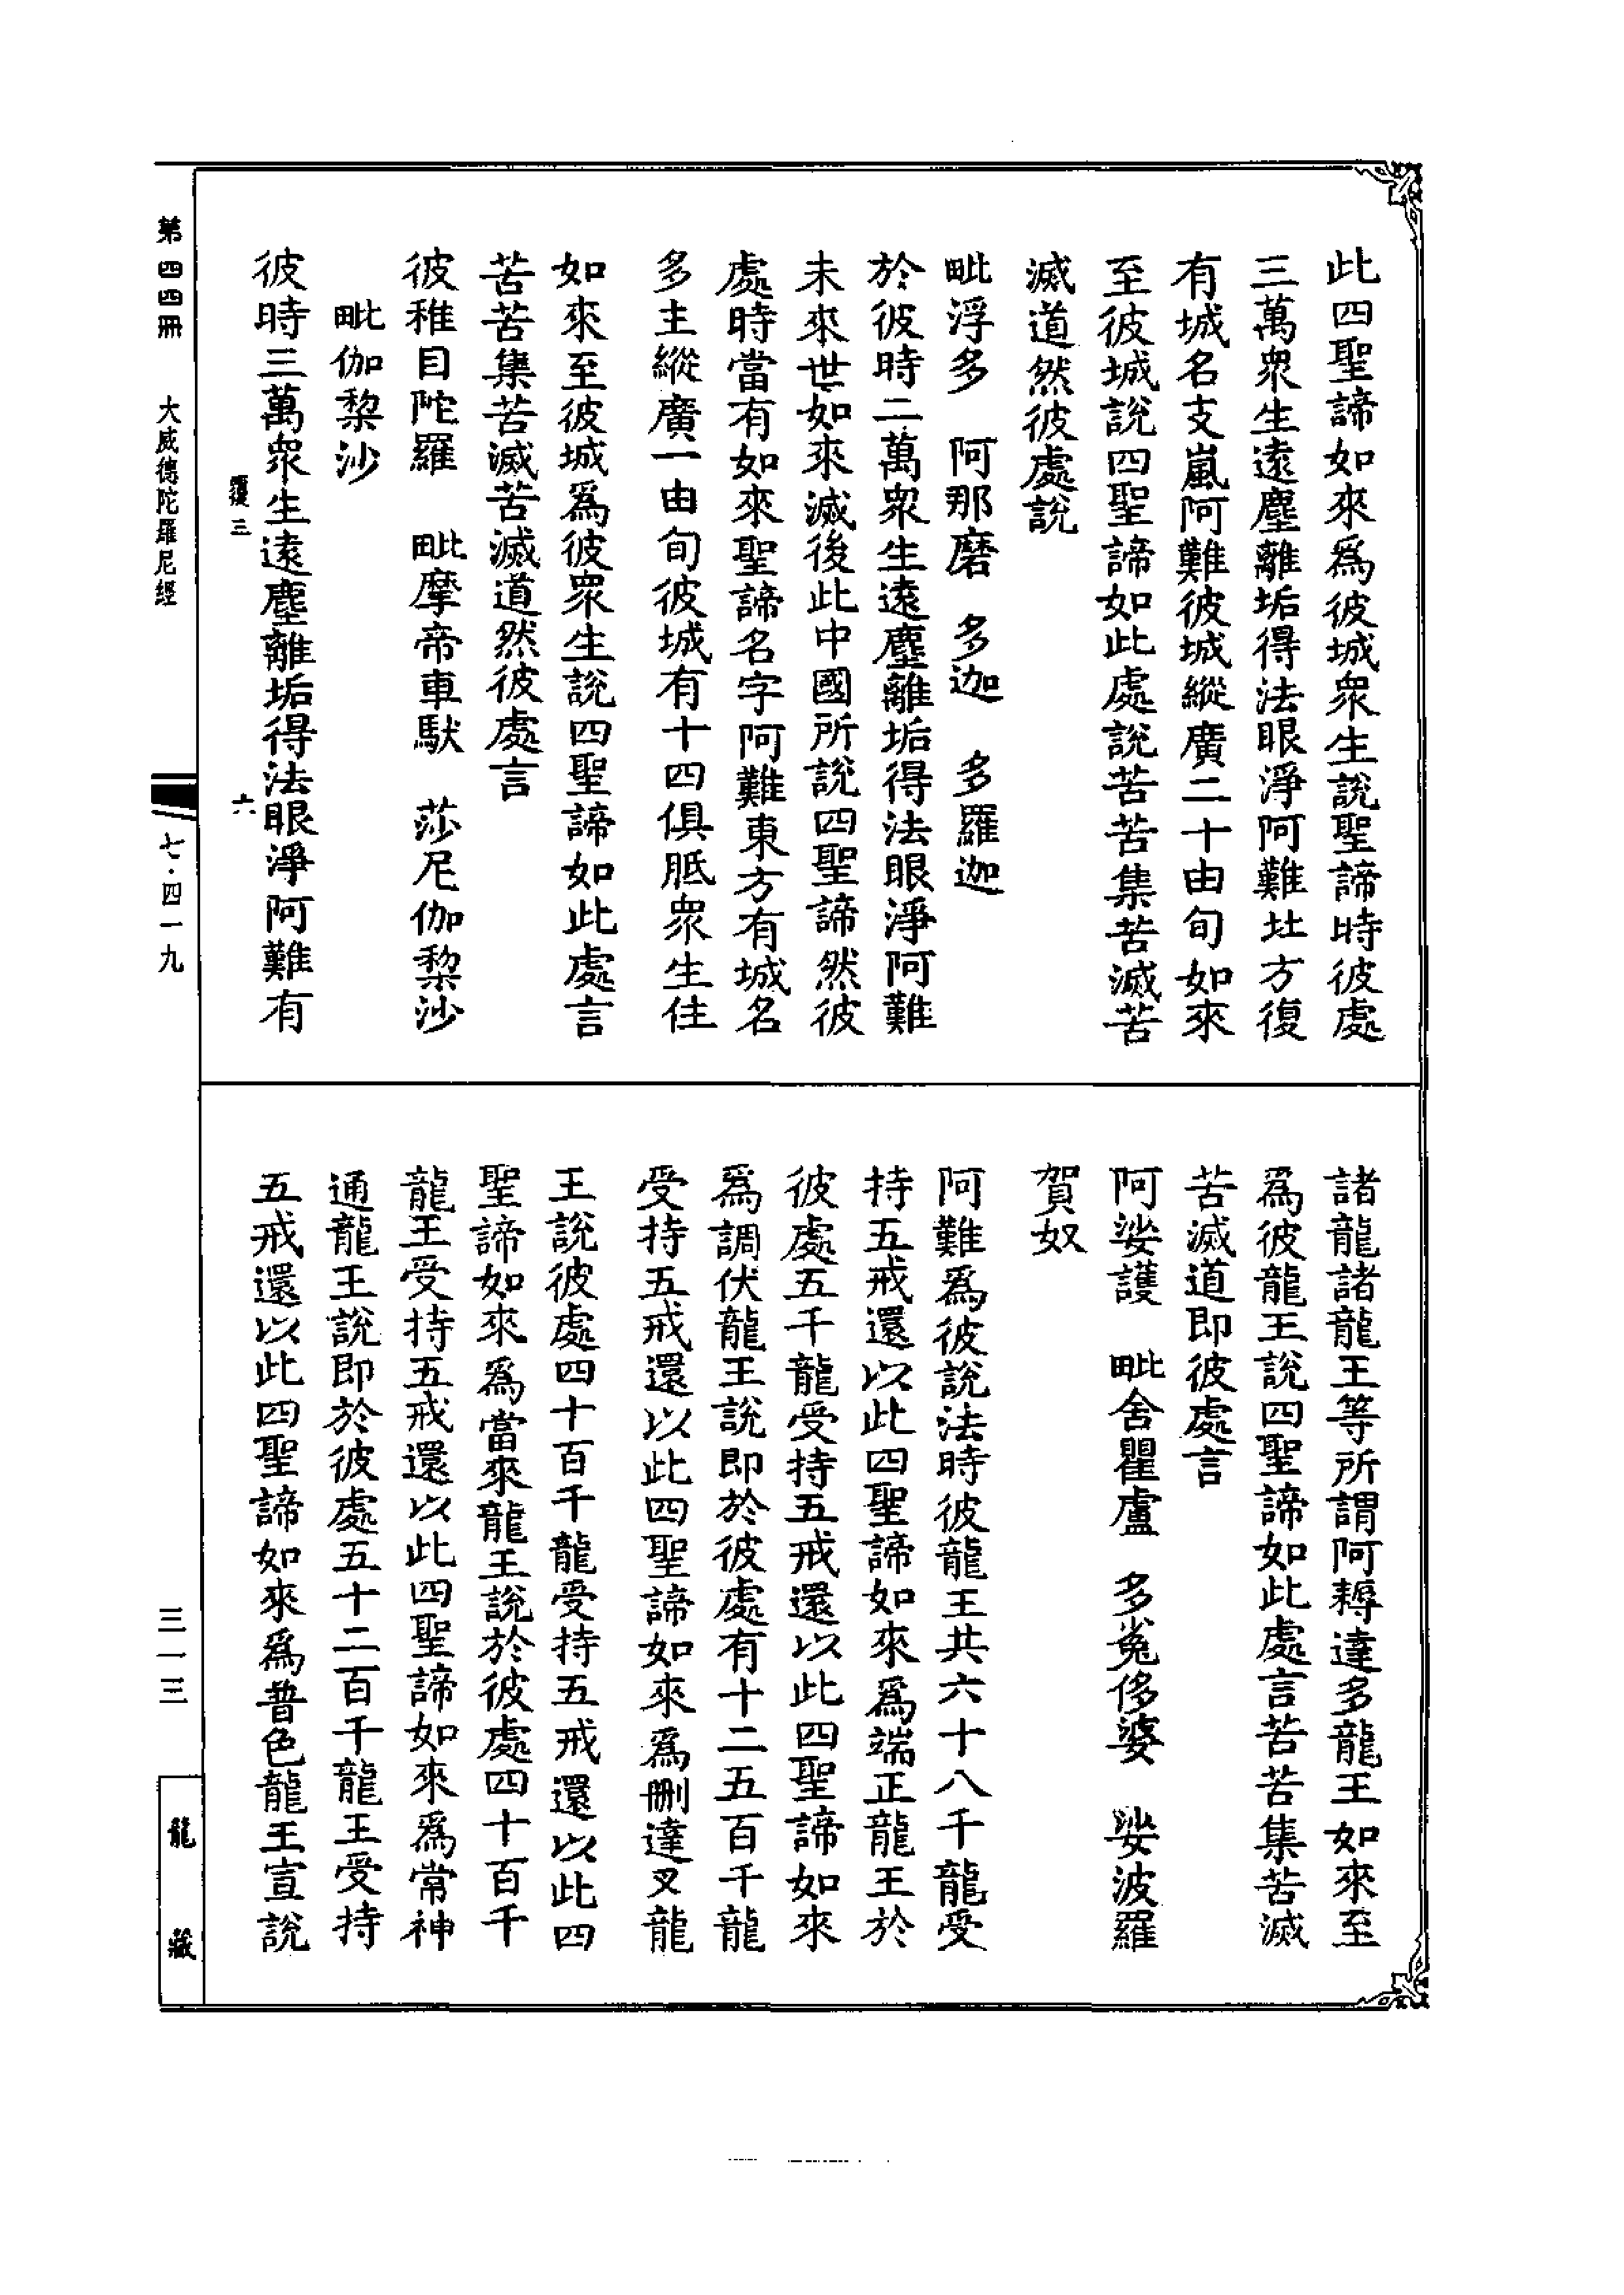 此四聖諦如來爲彼城眾生說聖諦時彼處
三萬眾生遠塵離垢得法眼淨阿難北方復
有城名支嵐阿難彼城縱廣二十由旬如來
至彼城說四聖諦如此處說苦苦集苦滅苦
滅道然彼處說
毗浮多　阿那磨　多迦　多羅迦
於彼時二萬眾生遠塵離垢得法眼淨阿難
未來世如來滅後此中國所說四聖諦然彼
處時當有如來聖諦名字阿難東方有城名
多主縱廣一由旬彼城有十四俱胝眾生住
如來至彼城爲彼眾生說四聖諦如此處言
苦苦集苦滅苦滅道然彼處言
彼稚目陀羅　毗摩帝車馱　莎尼伽梨沙
毗伽梨沙
彼時三萬眾生遠塵離垢得法眼淨阿難有
覆三　六
諸龍諸龍王等所謂阿耨達多龍王如來至
爲彼龍王說四聖諦如此處言苦苦集苦滅
苦滅道即彼處言
阿娑護　毗舍瞿盧　多㝹侈婆　娑波羅
賀奴
阿難爲彼說法時彼龍王共六十八千龍受
持五戒還以此四聖諦如來爲端正龍王於
彼處五千龍受持五戒還以此四聖諦如來
爲調伏龍王說即於彼處有十二五百千龍
受持五戒還以此四聖諦如來爲刪達叉龍
王說彼處四十百千龍受持五戒還以此四
聖諦如來爲當來龍王說於彼處四十百千
龍王受持五戒還以此四聖諦如來爲常神
通龍王說即於彼處五十二百千龍王受持
五戒還以此四聖諦如來爲普色龍王宣說
第四四冊　大威德陀羅尼經　七·四一九　三一三　龍藏